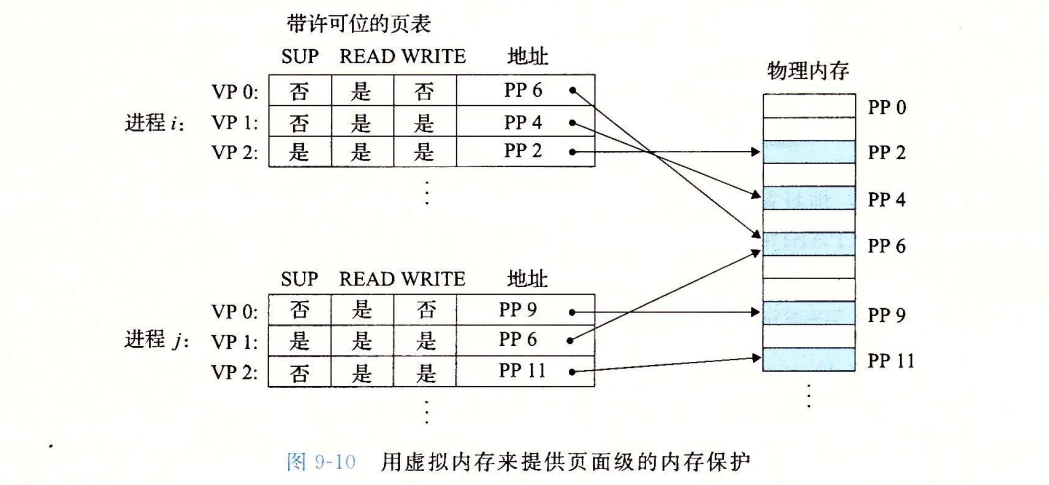 带许可位的页表
SUP READ WRITE 地址
VP 0: 否 是 否 PP 6
进程 i: VP 1: 否 是 是 PP 4
VP 2: 是 是 是 PP 2
⋮
SUP READ WRITE 地址
VP 0: 否 是 否 PP 9
进程 j: VP 1: 是 是 是 PP 6
VP 2: 否 是 是 PP 11
⋮
物理内存
PP 0
PP 2
PP 4
PP 6
PP 9
PP 11
⋮
图 9-10 用虚拟内存来提供页面级的内存保护